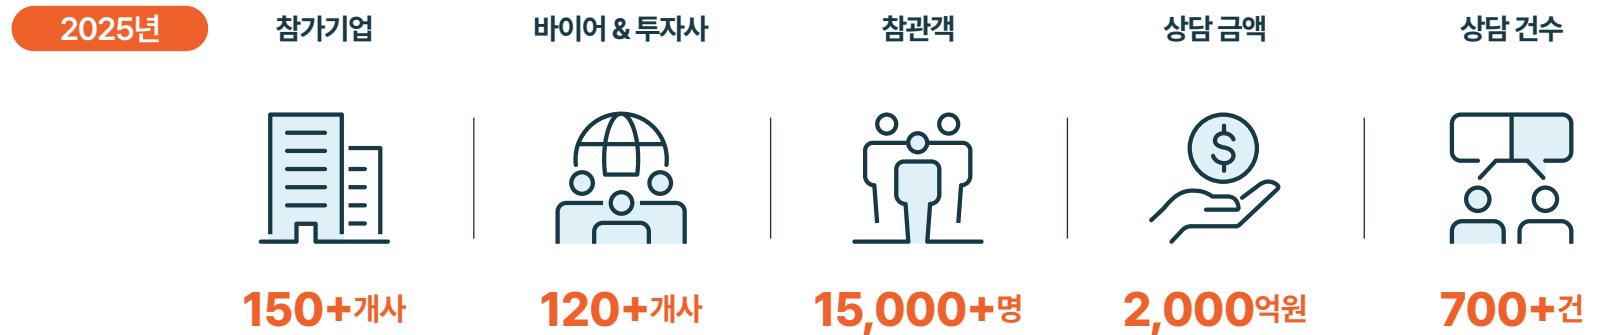 2025년
참가기업
바이어 & 투자사
참관객
상담 금액
상담 건수
$
150+개사
120+개사
15,000+명
2,000억원
700+건